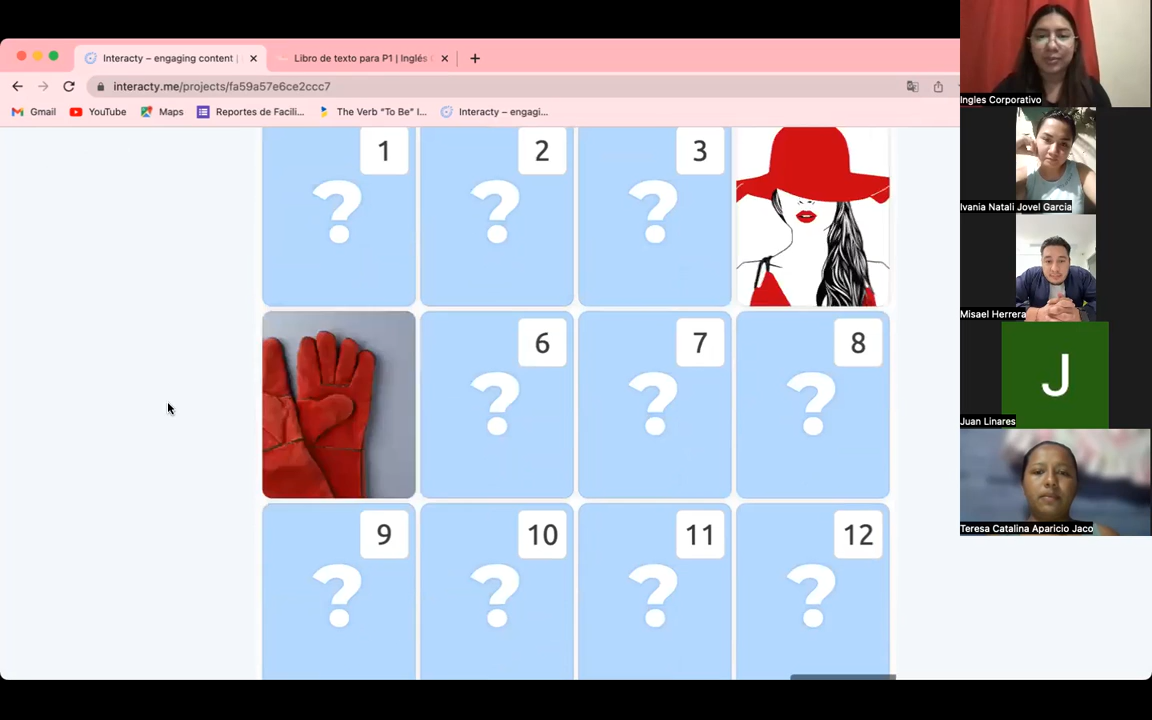 Interacty – engaging content |
Libro de texto para P1 | Inglés
interacty.me/projects/fa59a57e6ce2ccc7
Gmail
YouTube
Maps
Reportes de Facili...
The Verb “To Be” I...
Interacty – engagi...
1
2
3
?
?
?
6
7
8
?
?
?
9
10
11
12
?
?
?
?
Ingles Corporativo
Ivania Natali Jovel Garcia
Misael Herrera
J
Juan Linares
Teresa Catalina Aparicio Jaco